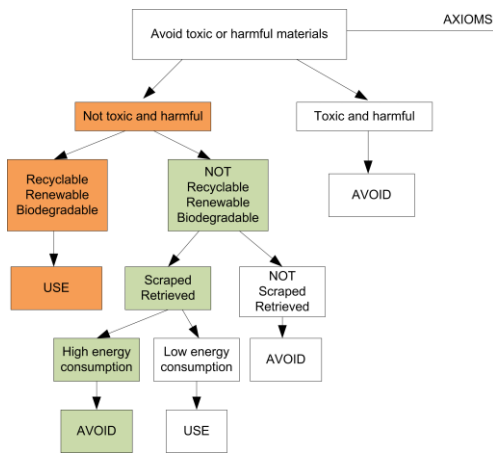 AXIOMS
Avoid toxic or harmful materials
Not toxic and harmful
Toxic and harmful
Recyclable
Renewable
Biodegradable
NOT
Recyclable
Renewable
Biodegradable
AVOID
USE
Scraped
Retrieved
NOT
Scraped
Retrieved
High energy
consumption
Low energy
consumption
AVOID
AVOID
USE